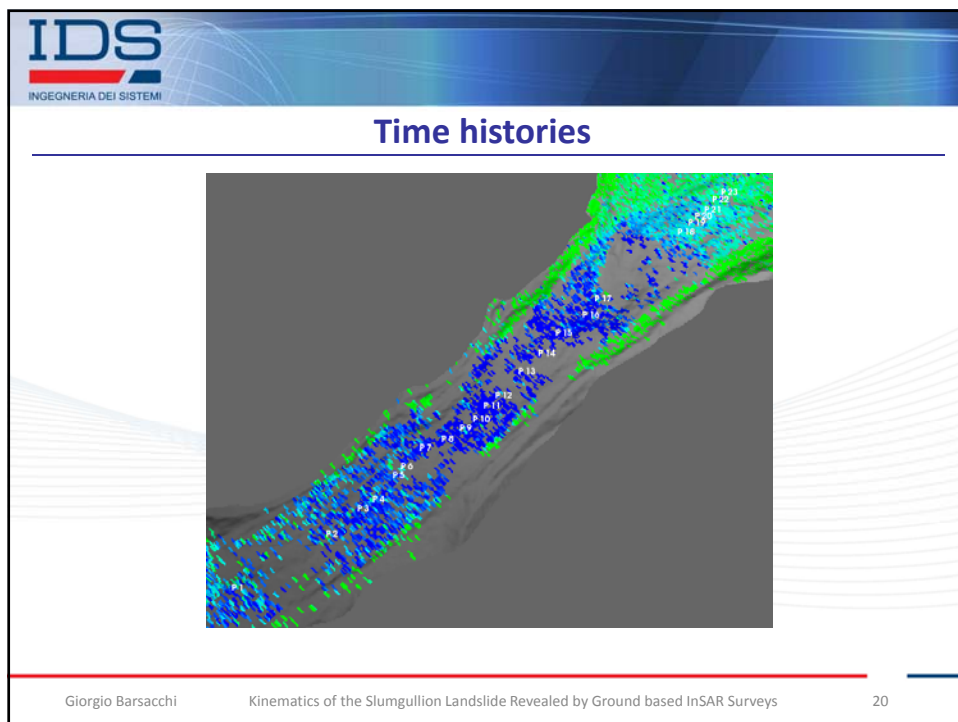 IDS
INGEGNERIA DEI SISTEMI
Time histories
P 23
P 22
P 21
P 20
P 19
P 18
P 17
P 16
P 15
P 14
P 13
P 12
P 11
P 10
P 9
P 8
P 7
P 6
P 5
P 4
P 3
P 2
P 1
Giorgio Barsacchi Kinematics of the Slumgullion Landslide Revealed by Ground based InSAR Surveys 20